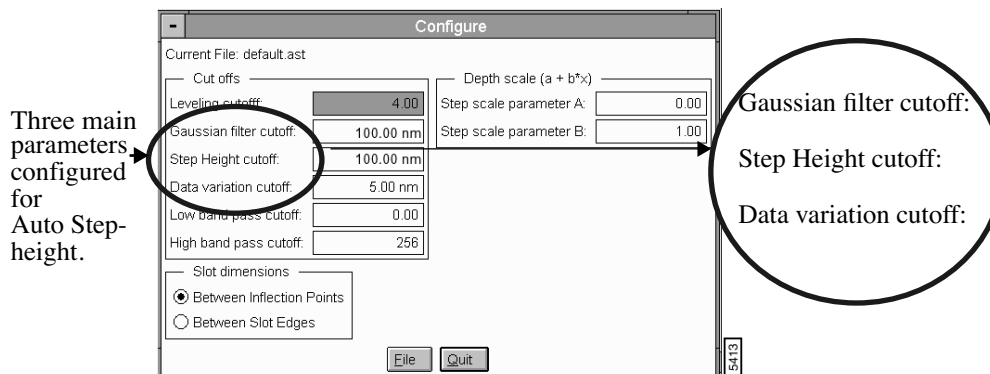 Configure
Current File: default.ast
Cut offs
Leveling cutofff: 4.00
Gaussian filter cutoff: 100.00 nm
Step Height cutoff: 100.00 nm
Data variation cutoff: 5.00 nm
Low band pass cutoff: 0.00
High band pass cutoff: 256
Depth scale (a + b*x)
Step scale parameter A: 0.00
Step scale parameter B: 1.00
Slot dimensions
Between Inflection Points
Between Slot Edges
File Quit
Three main
parameters
configured
for
Auto Step-
height.
Gaussian filter cutoff:
Step Height cutoff:
Data variation cutoff:
5413